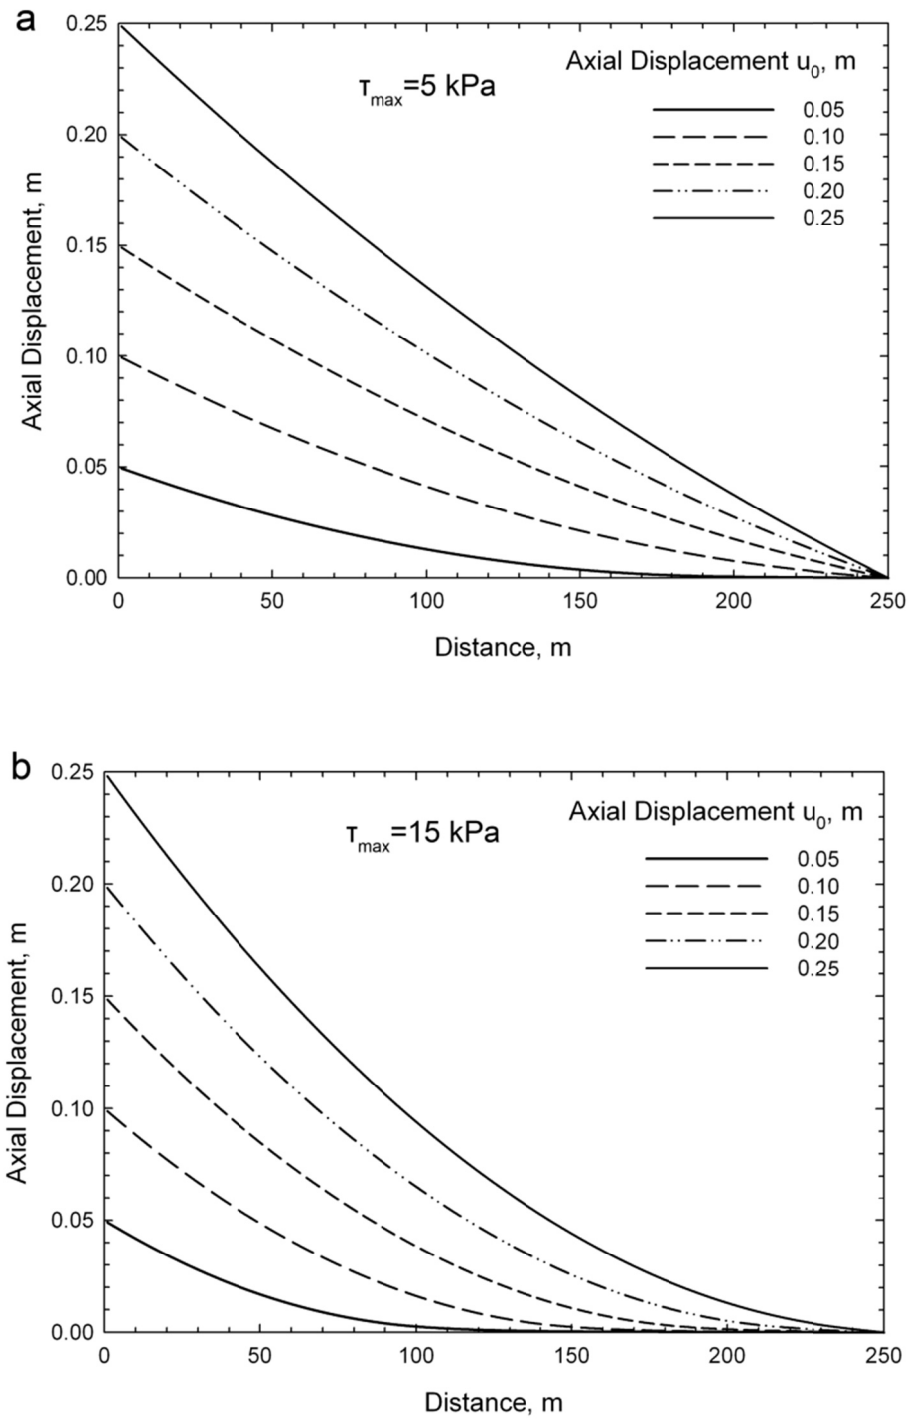 a
τmax=5 kPa
Axial Displacement u0, m
0.05
0.10
0.15
0.20
0.25
Axial Displacement, m
0.25
0.20
0.15
0.10
0.05
0.00
0 50 100 150 200 250
Distance, m
b
τmax=15 kPa
Axial Displacement u0, m
0.05
0.10
0.15
0.20
0.25
Axial Displacement, m
0.25
0.20
0.15
0.10
0.05
0.00
0 50 100 150 200 250
Distance, m